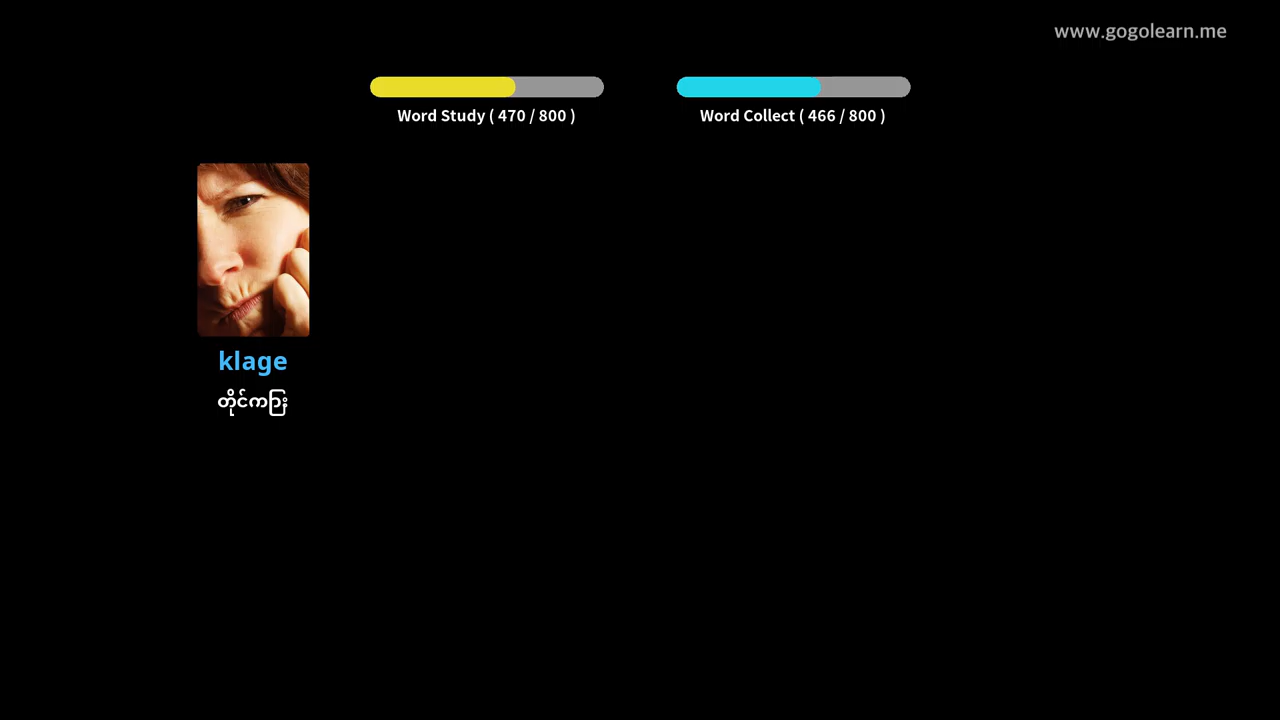 www.gogolearn.me
Word Study ( 470 / 800 )
Word Collect ( 466 / 800 )
klage
တိုင်ကြား